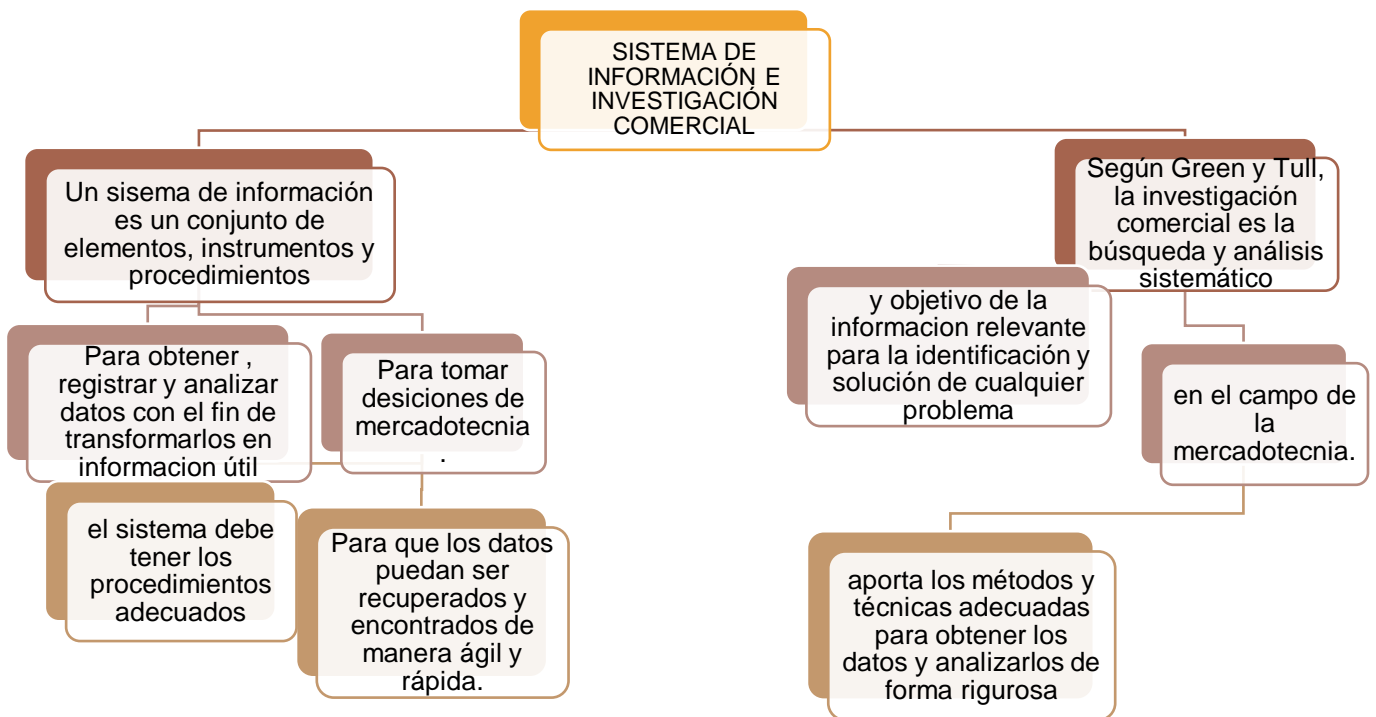 SISTEMA DE
INFORMACIÓN E
INVESTIGACIÓN
COMERCIAL
Un sisema de información
es un conjunto de
elementos, instrumentos y
procedimientos
Para obtener ,
registrar y analizar
datos con el fin de
transformarlos en
informacion útil
Para tomar
desiciones de
mercadotecnia
.
el sistema debe
tener los
procedimientos
adecuados
Para que los datos
puedan ser
recuperados y
encontrados de
manera ágil y
rápida.
Según Green y Tull,
la investigación
comercial es la
búsqueda y análisis
sistemático
y objetivo de la
informacion relevante
para la identificación y
solución de cualquier
problema
en el campo de
la
mercadotecnia.
aporta los métodos y
técnicas adecuadas
para obtener los
datos y analizarlos de
forma rigurosa